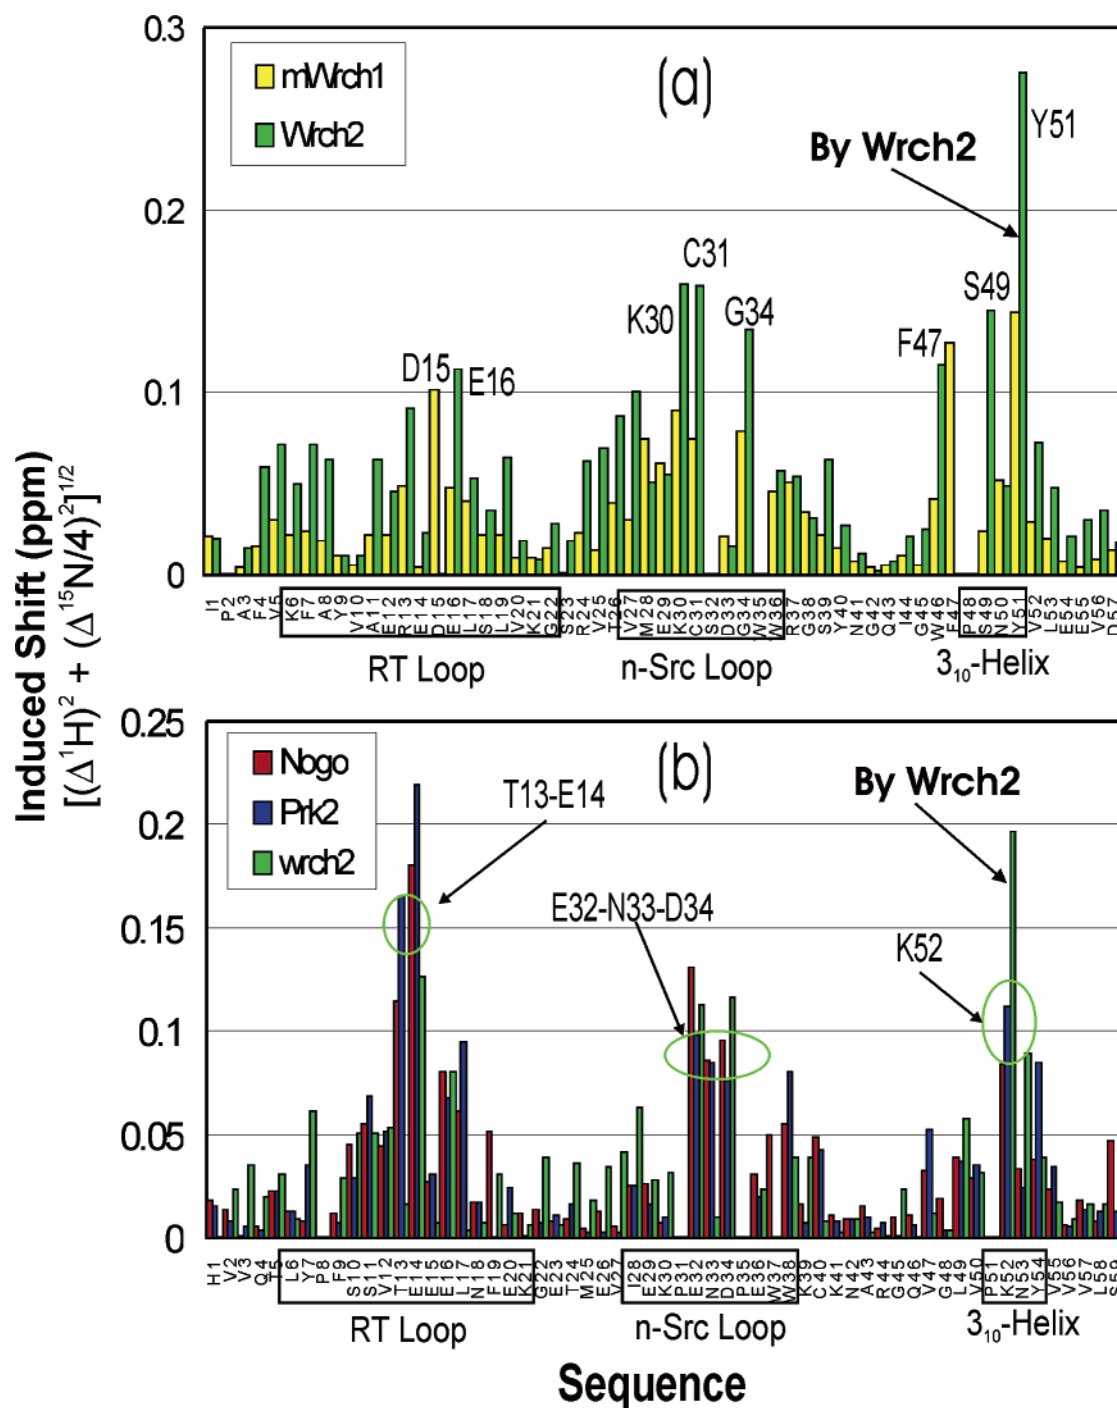 Induced Shift (ppm)
[(Δ¹H)² + (Δ¹⁵N/4)²]¹/²
0.3
0.2
0.1
0
mWrch1
Wrch2
(a)
By Wrch2
Y51
S49
F47
C31
K30
G34
D15
E16
I1 P2 A3 F4 V5 K6 F7 A8 Y9 V10 A11 E12 R13 E14 D15 E16 L17 S18 L19 V20 K21 G22 S23 R24 V25 T26 V27 M28 E29 K30 C31 S32 D33 G34 W35 W36 R37 G38 S39 Y40 N41 G42 Q43 I44 G45 W46 F47 P48 S49 N50 Y51 V52 L53 E54 E55 V56 D57
RT Loop
n-Src Loop
3₁₀-Helix
0.25
0.2
0.15
0.1
0.05
0
Nogo
Prk2
wrch2
(b)
By Wrch2
T13-E14
E32-N33-D34
K52
H1 V2 V3 Q4 T5 L6 Y7 P8 F9 S10 S11 V12 T13 E14 E15 E16 L17 N18 F19 E20 K21 G22 E23 T24 M25 E26 V27 I28 E29 K30 P31 E32 N33 D34 P35 E36 W37 W38 K39 C40 K41 N42 A43 R44 G45 Q46 V47 G48 L49 V50 P51 K52 N53 Y54 V55 V56 V57 L58 S59
RT Loop
n-Src Loop
3₁₀-Helix
Sequence